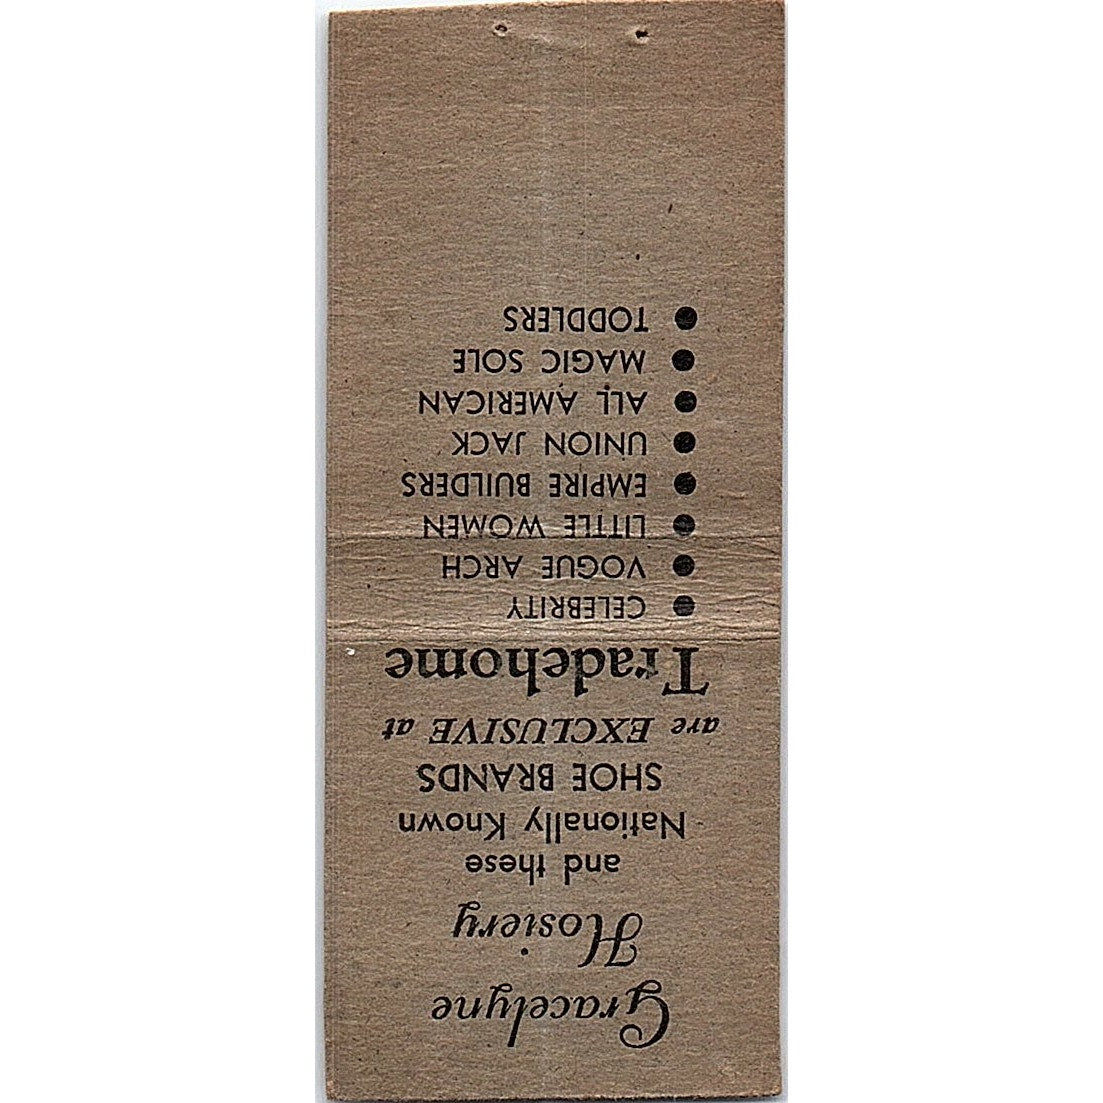 Gracelyne
Hosiery
and these
Nationally Known
SHOE BRANDS
are EXCLUSIVE at
Tradehome
● CELEBRITY
● VOGUE ARCH
● LITTLE WOMEN
● EMPIRE BUILDERS
● UNION JACK
● ALL AMERICAN
● MAGIC SOLE
● TODDLERS